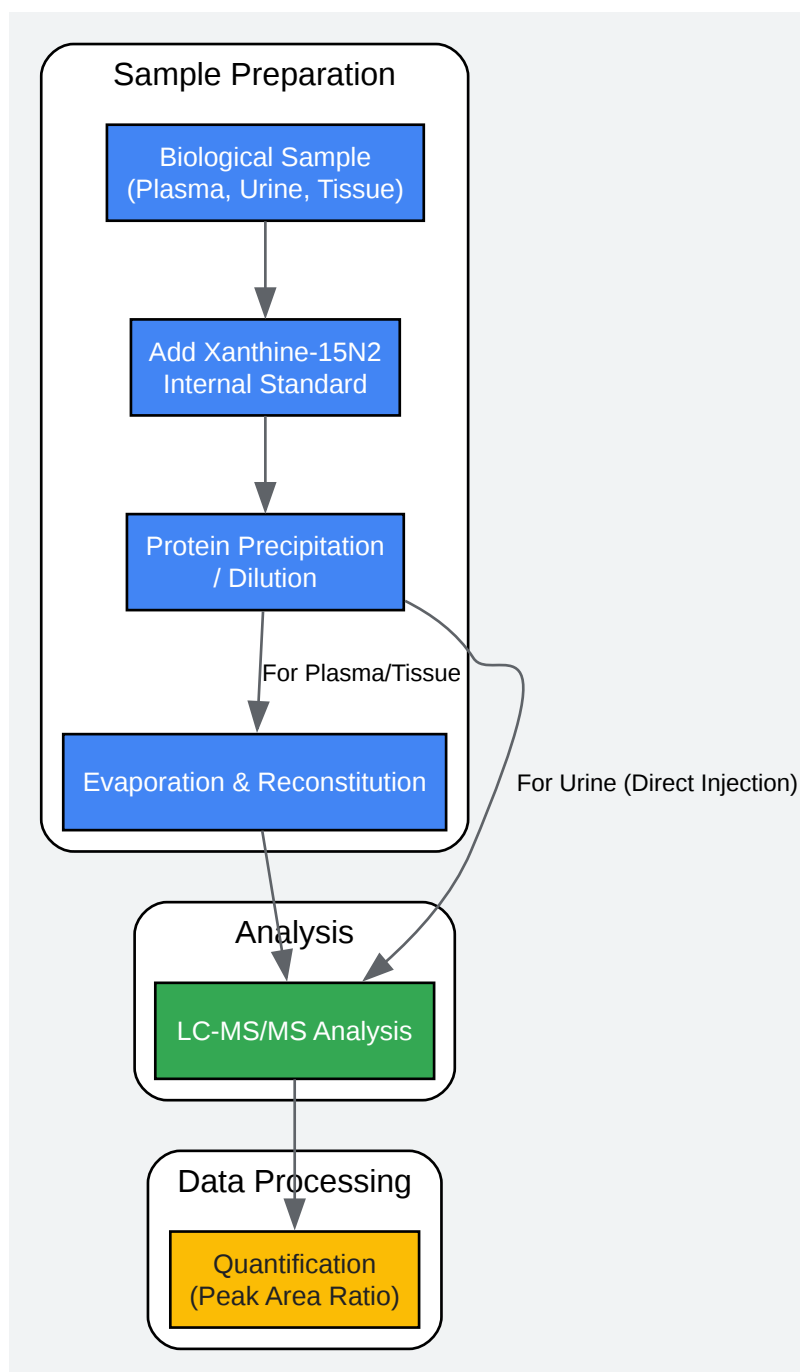 Sample Preparation
Biological Sample
(Plasma, Urine, Tissue)
Add Xanthine-15N2
Internal Standard
Protein Precipitation
/ Dilution
For Plasma/Tissue
Evaporation & Reconstitution
For Urine (Direct Injection)
Analysis
LC-MS/MS Analysis
Data Processing
Quantification
(Peak Area Ratio)